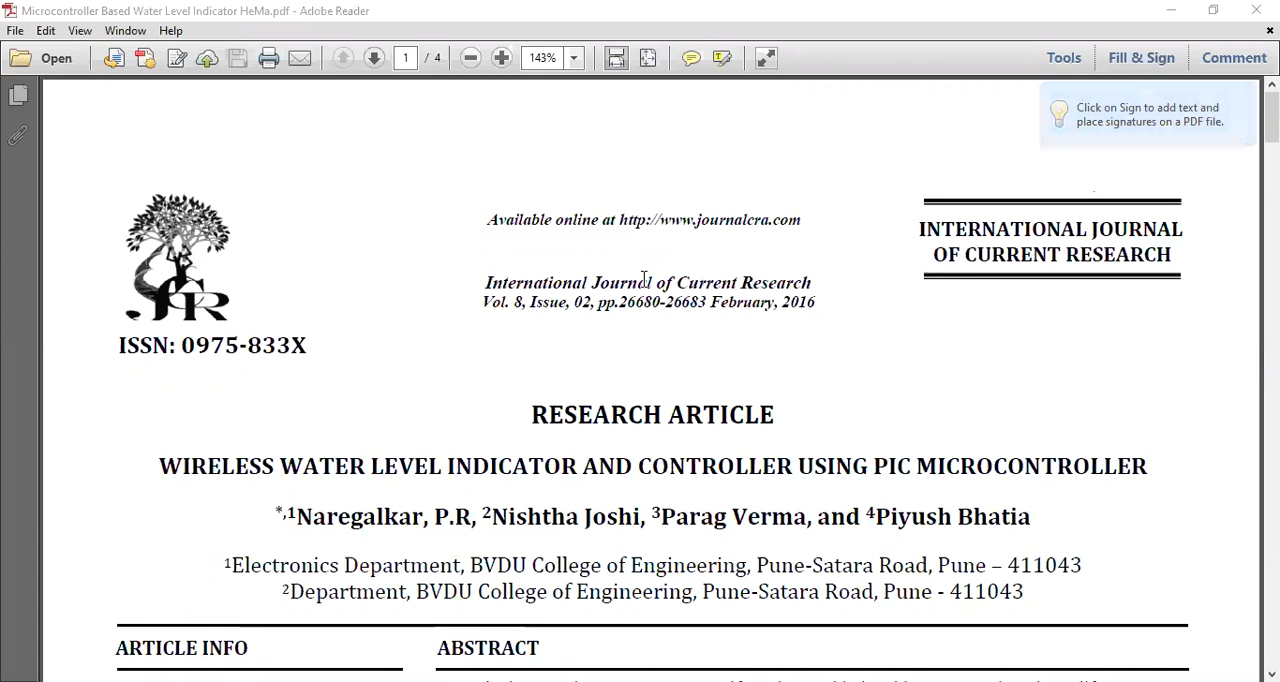 Microcontroller Based Water Level Indicator HeMa.pdf - Adobe Reader
File Edit View Window Help
Open 1 / 4 143% Tools Fill & Sign Comment
Click on Sign to add text and
place signatures on a PDF file.
Available online at http://www.journalcra.com
INTERNATIONAL JOURNAL
OF CURRENT RESEARCH
International Journal of Current Research
Vol. 8, Issue, 02, pp.26680-26683 February, 2016
JCR
ISSN: 0975-833X
RESEARCH ARTICLE
WIRELESS WATER LEVEL INDICATOR AND CONTROLLER USING PIC MICROCONTROLLER
*,1Naregalkar, P.R, 2Nishtha Joshi, 3Parag Verma, and 4Piyush Bhatia
1Electronics Department, BVDU College of Engineering, Pune-Satara Road, Pune – 411043
2Department, BVDU College of Engineering, Pune-Satara Road, Pune - 411043
ARTICLE INFO ABSTRACT